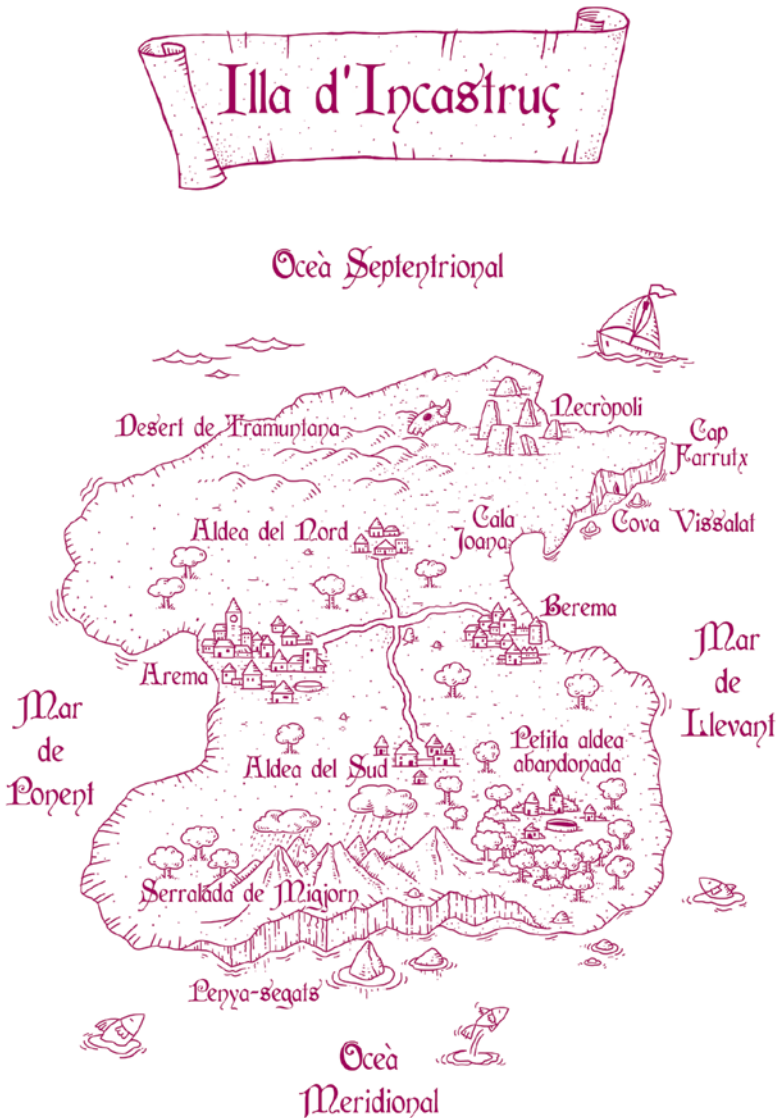 Illa d'Incastruç
Oceà Septentrional
Desert de Tramuntana
Necròpoli
Cap
Farrutx
Aldea del Nord
Cala
Joana
Cova Vissalat
Berema
Arema
Mar
de
Ponent
Mar
de
Llevant
Aldea del Sud
Petita aldea
abandonada
Serralada de Migjorn
Penya-segats
Oceà
Meridional